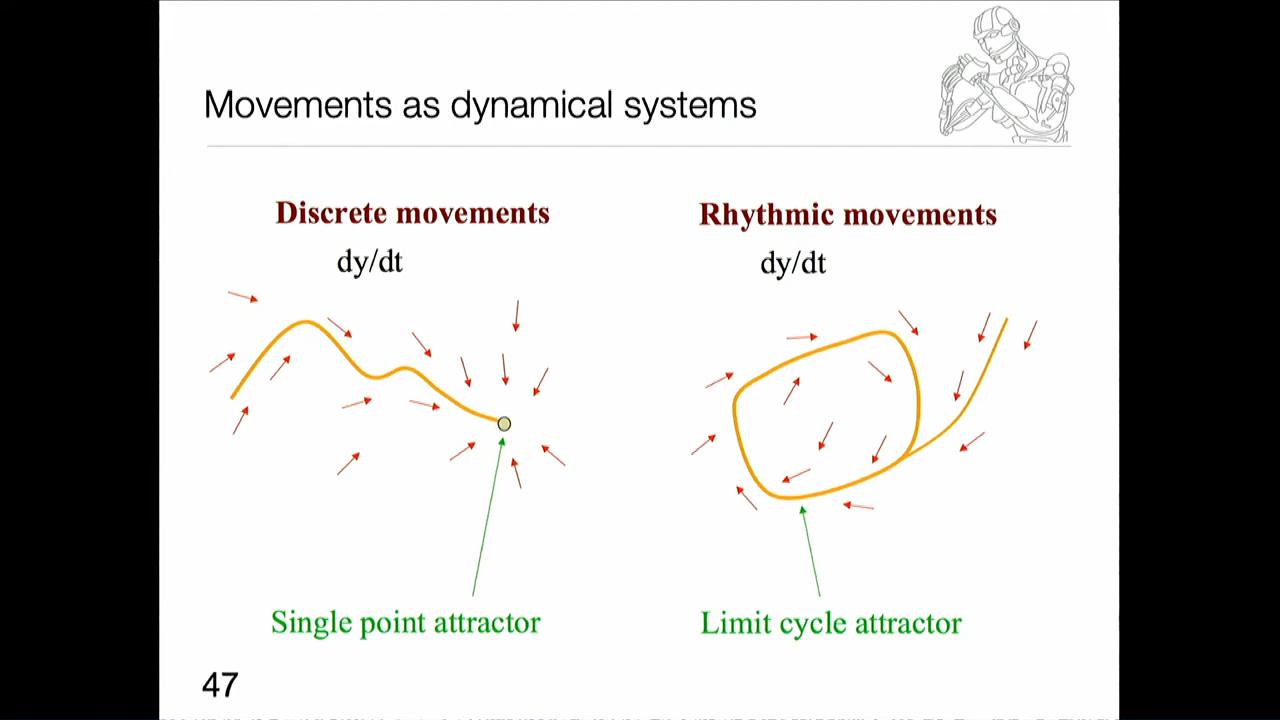 Movements as dynamical systems
Discrete movements
dy/dt
Single point attractor
Rhythmic movements
dy/dt
Limit cycle attractor
47